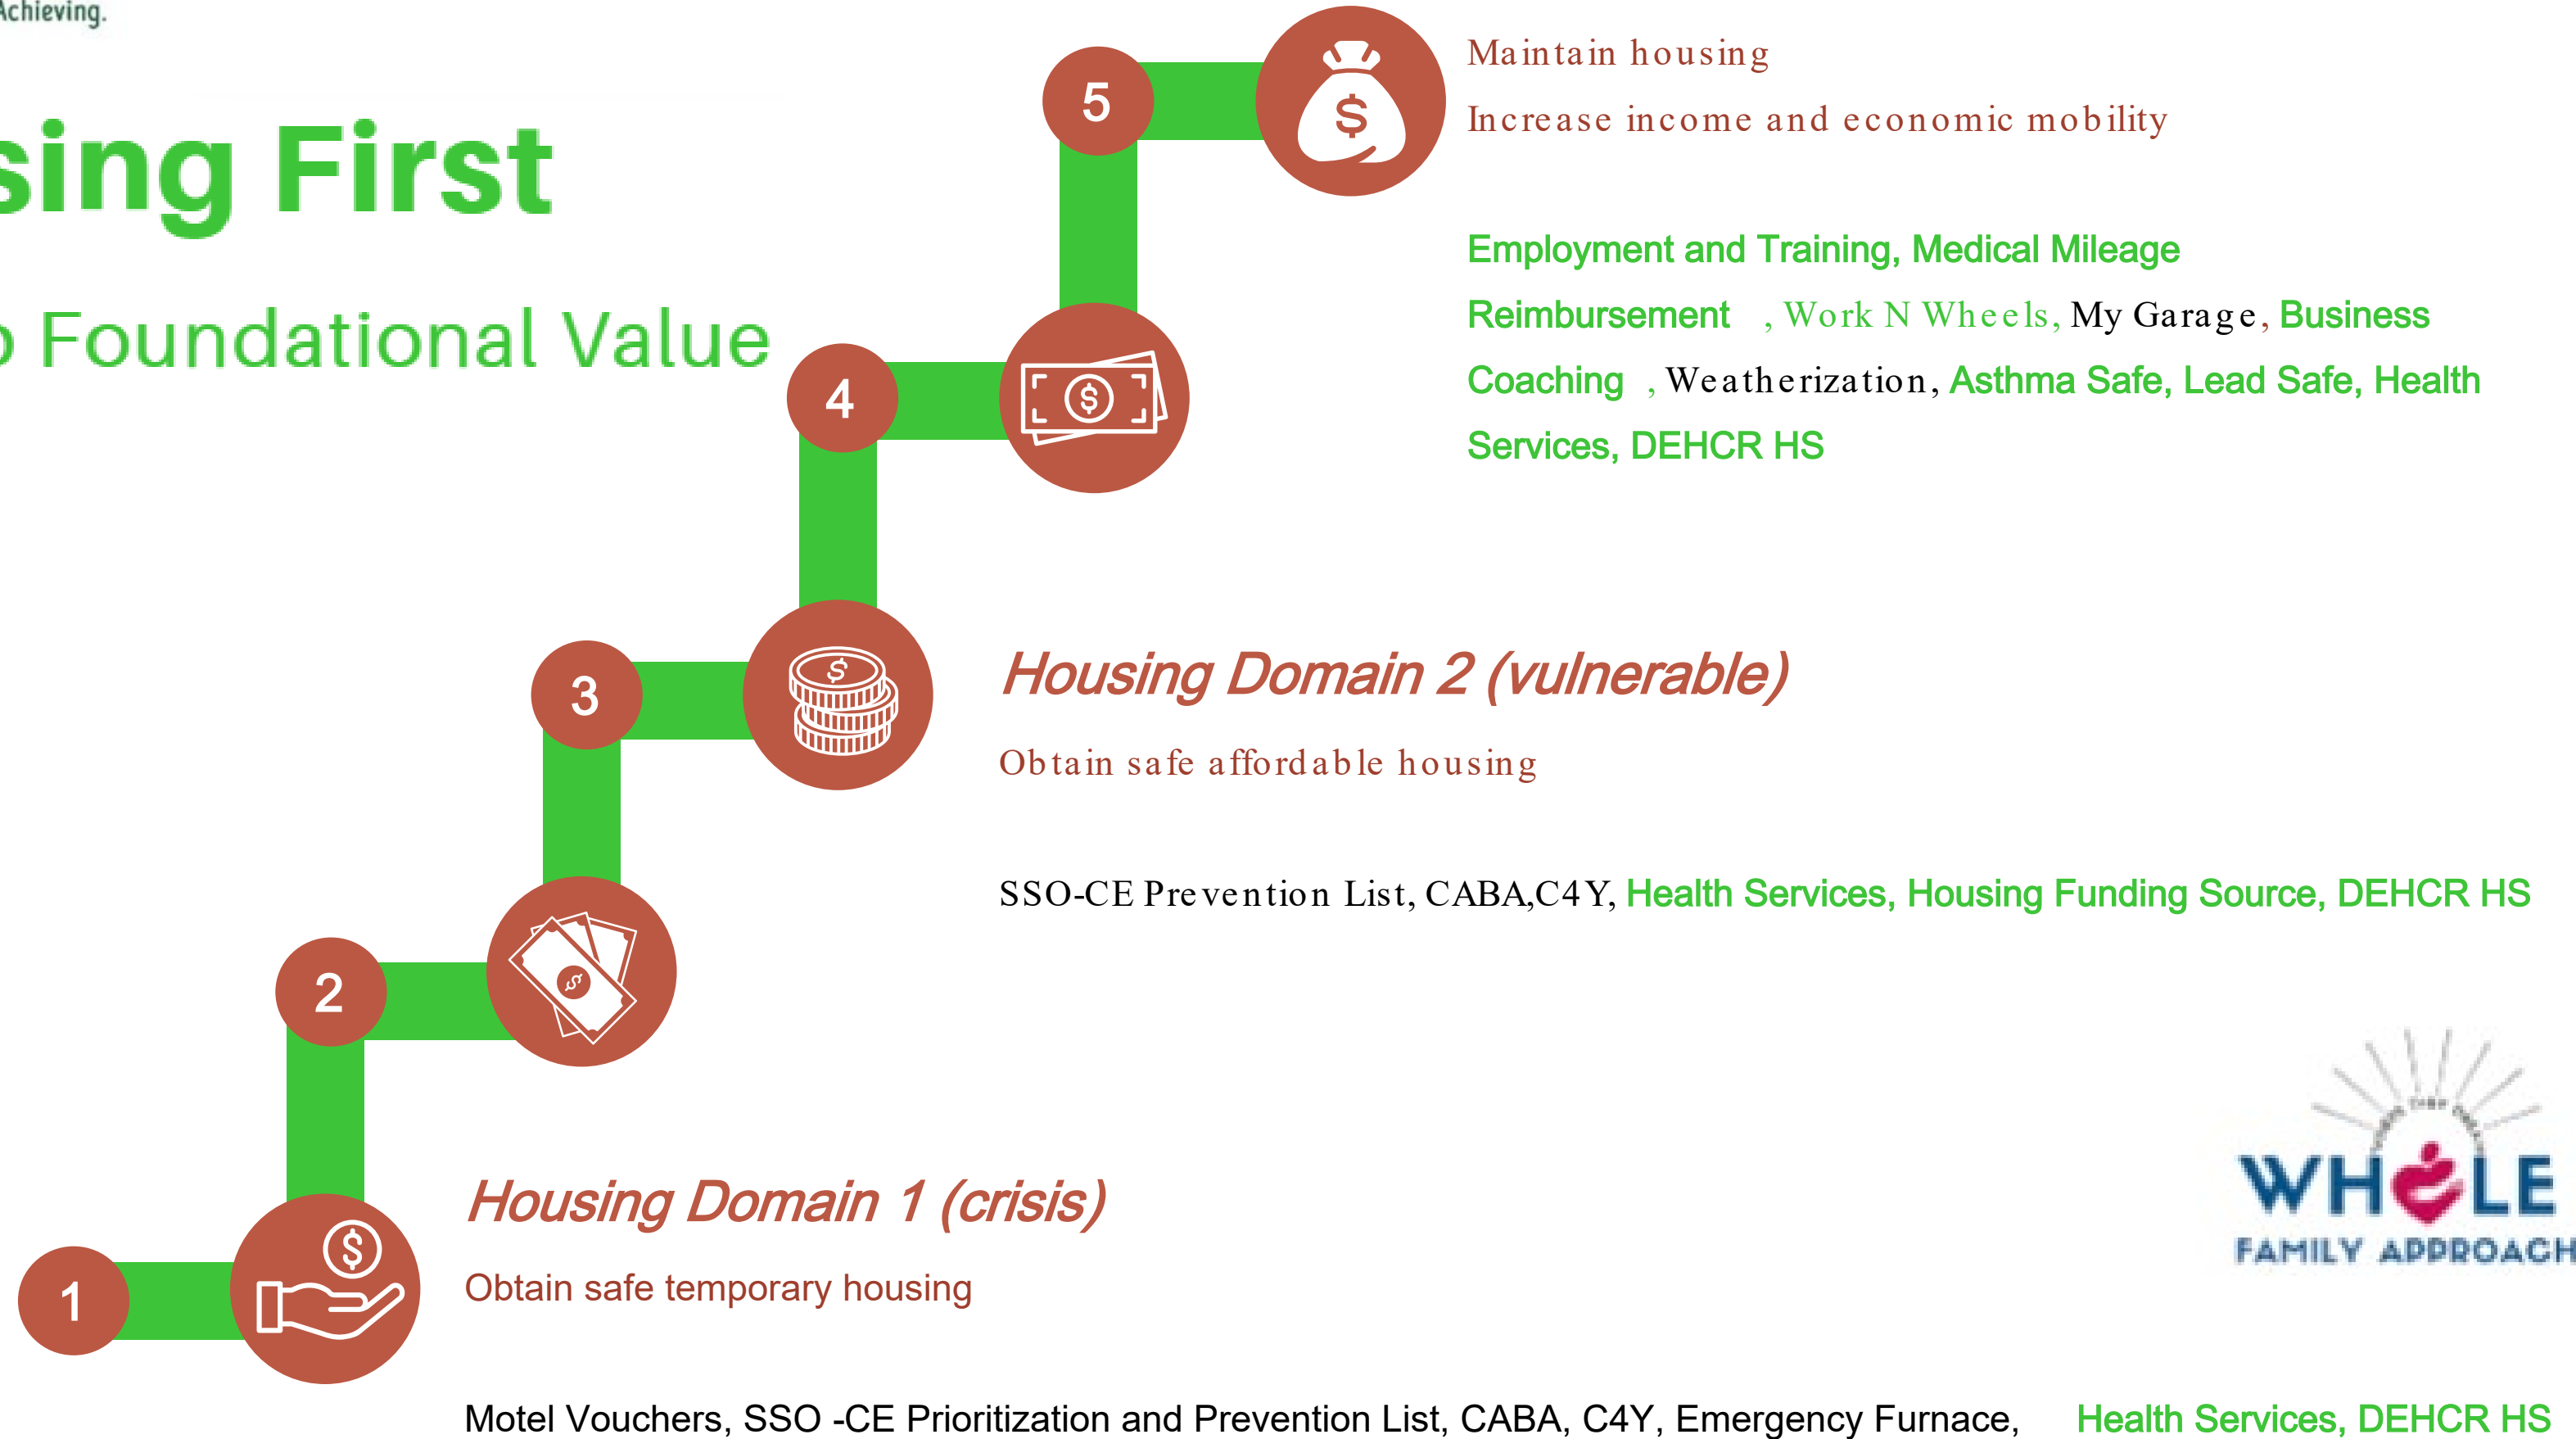 Achieving.
sing First
o Foundational Value
5
Maintain housing
Increase income and economic mobility
Employment and Training, Medical Mileage
Reimbursement , Work N Wheels, My Garage, Business
Coaching , Weatherization, Asthma Safe, Lead Safe, Health
Services, DEHCR HS
4
3
Housing Domain 2 (vulnerable)
Obtain safe affordable housing
SSO-CE Prevention List, CABA,C4Y, Health Services, Housing Funding Source, DEHCR HS
2
WHOLE
FAMILY APPROACH
Housing Domain 1 (crisis)
1
Obtain safe temporary housing
Motel Vouchers, SSO -CE Prioritization and Prevention List, CABA, C4Y, Emergency Furnace, Health Services, DEHCR HS